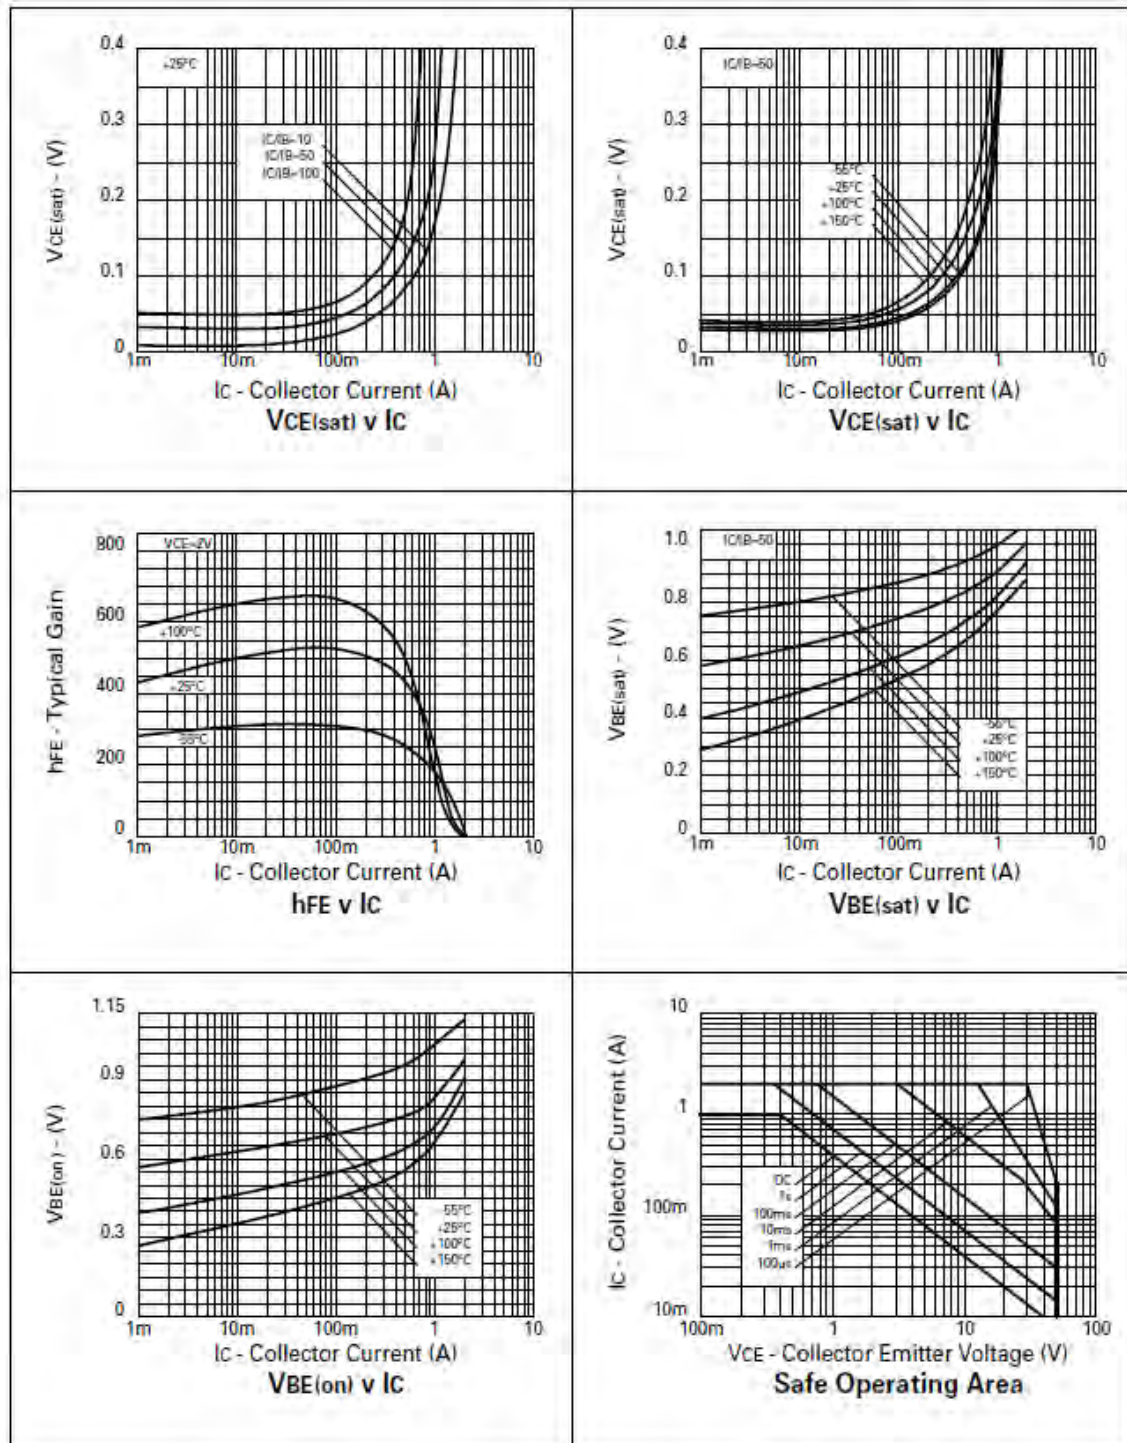 0.4
+25°C
0.3
IC/IB=10
IC/IB=50
IC/IB=100
0.2
0.1
0
VCE(sat) - (V)
1m 10m 100m 1 10
IC - Collector Current (A)
VCE(sat) v IC
0.4
IC/IB=50
0.3
-55°C
+25°C
+100°C
+150°C
0.2
0.1
0
VCE(sat) - (V)
1m 10m 100m 1 10
IC - Collector Current (A)
VCE(sat) v IC
800
VCE=2V
600
+100°C
400
+25°C
-55°C
200
0
hFE - Typical Gain
1m 10m 100m 1 10
IC - Collector Current (A)
hFE v IC
1.0
IC/IB=50
0.8
0.6
0.4
-55°C
+25°C
+100°C
+150°C
0.2
0
VBE(sat) - (V)
1m 10m 100m 1 10
IC - Collector Current (A)
VBE(sat) v IC
1.15
0.9
0.6
0.3
-55°C
+25°C
+100°C
+150°C
0
VBE(on) - (V)
1m 10m 100m 1 10
IC - Collector Current (A)
VBE(on) v IC
10
1
DC
1s
100ms
10ms
1ms
100µs
100m
10m
IC - Collector Current (A)
100m 1 10 100
VCE - Collector Emitter Voltage (V)
Safe Operating Area